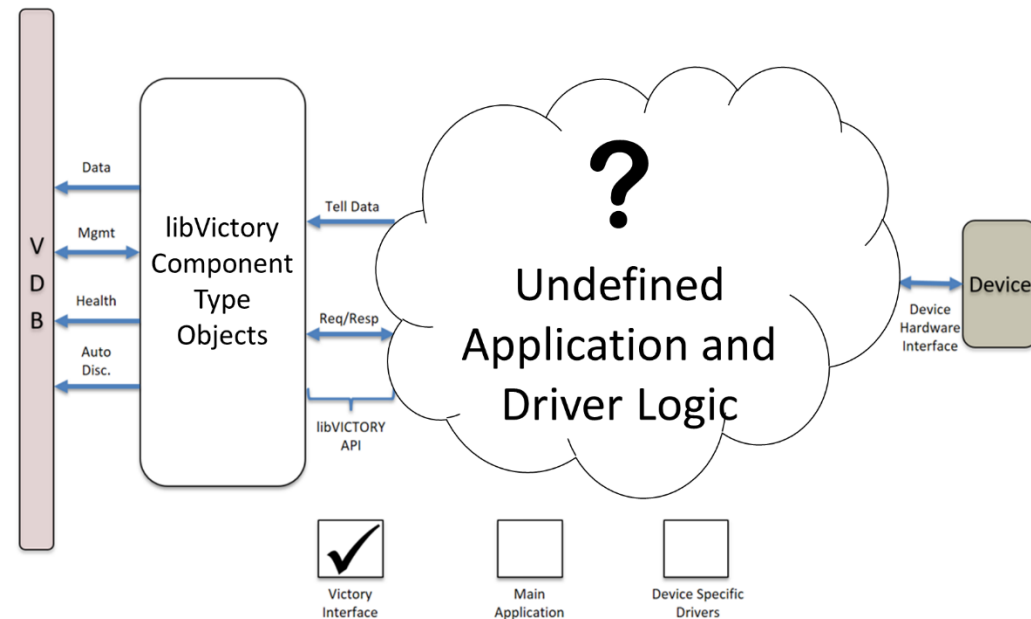 V
D
B
Data
Mgmt
Health
Auto
Disc.
libVictory
Component
Type
Objects
Tell Data
Req/Resp
libVICTORY
API
?
Undefined
Application and
Driver Logic
Device
Hardware
Interface
Device
Victory
Interface
Main
Application
Device Specific
Drivers